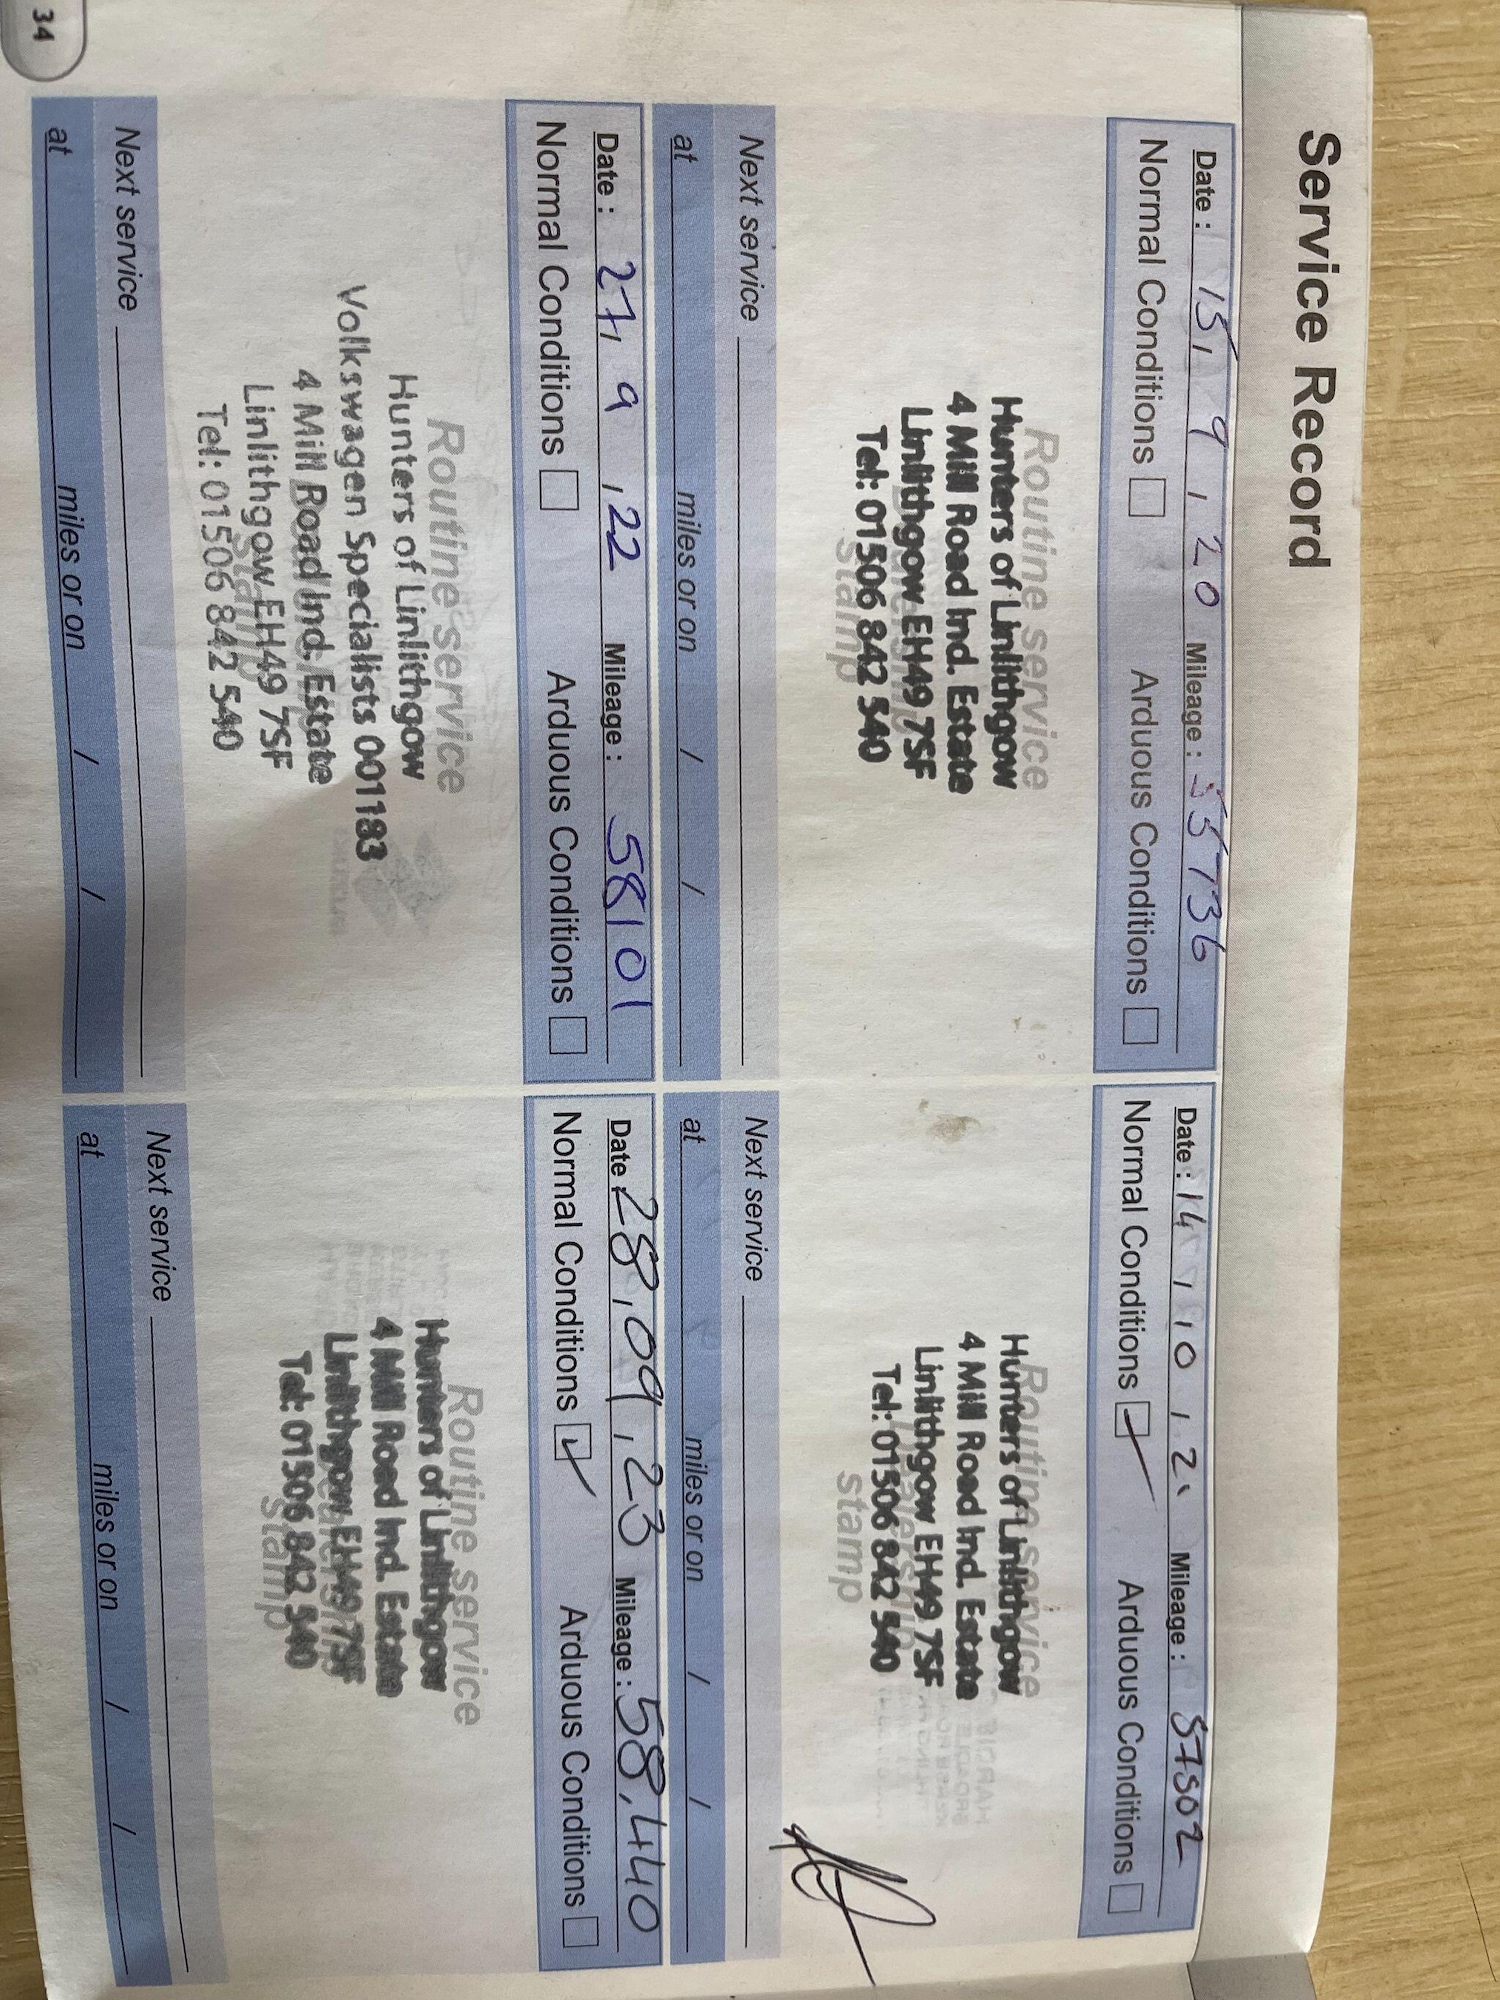 Service Record
Date : 15, 9, 20 Mileage : 55736
Normal Conditions Arduous Conditions
Routine service
Hunters of Linlithgow
4 Mill Road Ind. Estate
Linlithgow EH49 7SF
Tel: 01506 842 540
stamp
Next service
at miles or on / /
Date : 14, 10, 21 Mileage : 57502
Normal Conditions Arduous Conditions
Routine service
Hunters of Linlithgow
4 Mill Road Ind. Estate
Linlithgow EH49 7SF
Tel: 01506 842 540
stamp
Next service
at miles or on / /
Date : 27, 9, 22 Mileage : 58101
Normal Conditions Arduous Conditions
Routine service
Hunters of Linlithgow
Volkswagen Specialists 001183
4 Mill Road Ind. Estate
Linlithgow EH49 7SF
stamp
Tel: 01506 842 540
Next service
at miles or on / /
Date : 28, 09, 23 Mileage : 58,440
Normal Conditions Arduous Conditions
Routine service
Hunters of Linlithgow
4 Mill Road Ind. Estate
Linlithgow EH49 7SF
Tel: 01506 842 540
stamp
Next service
at miles or on / /
34